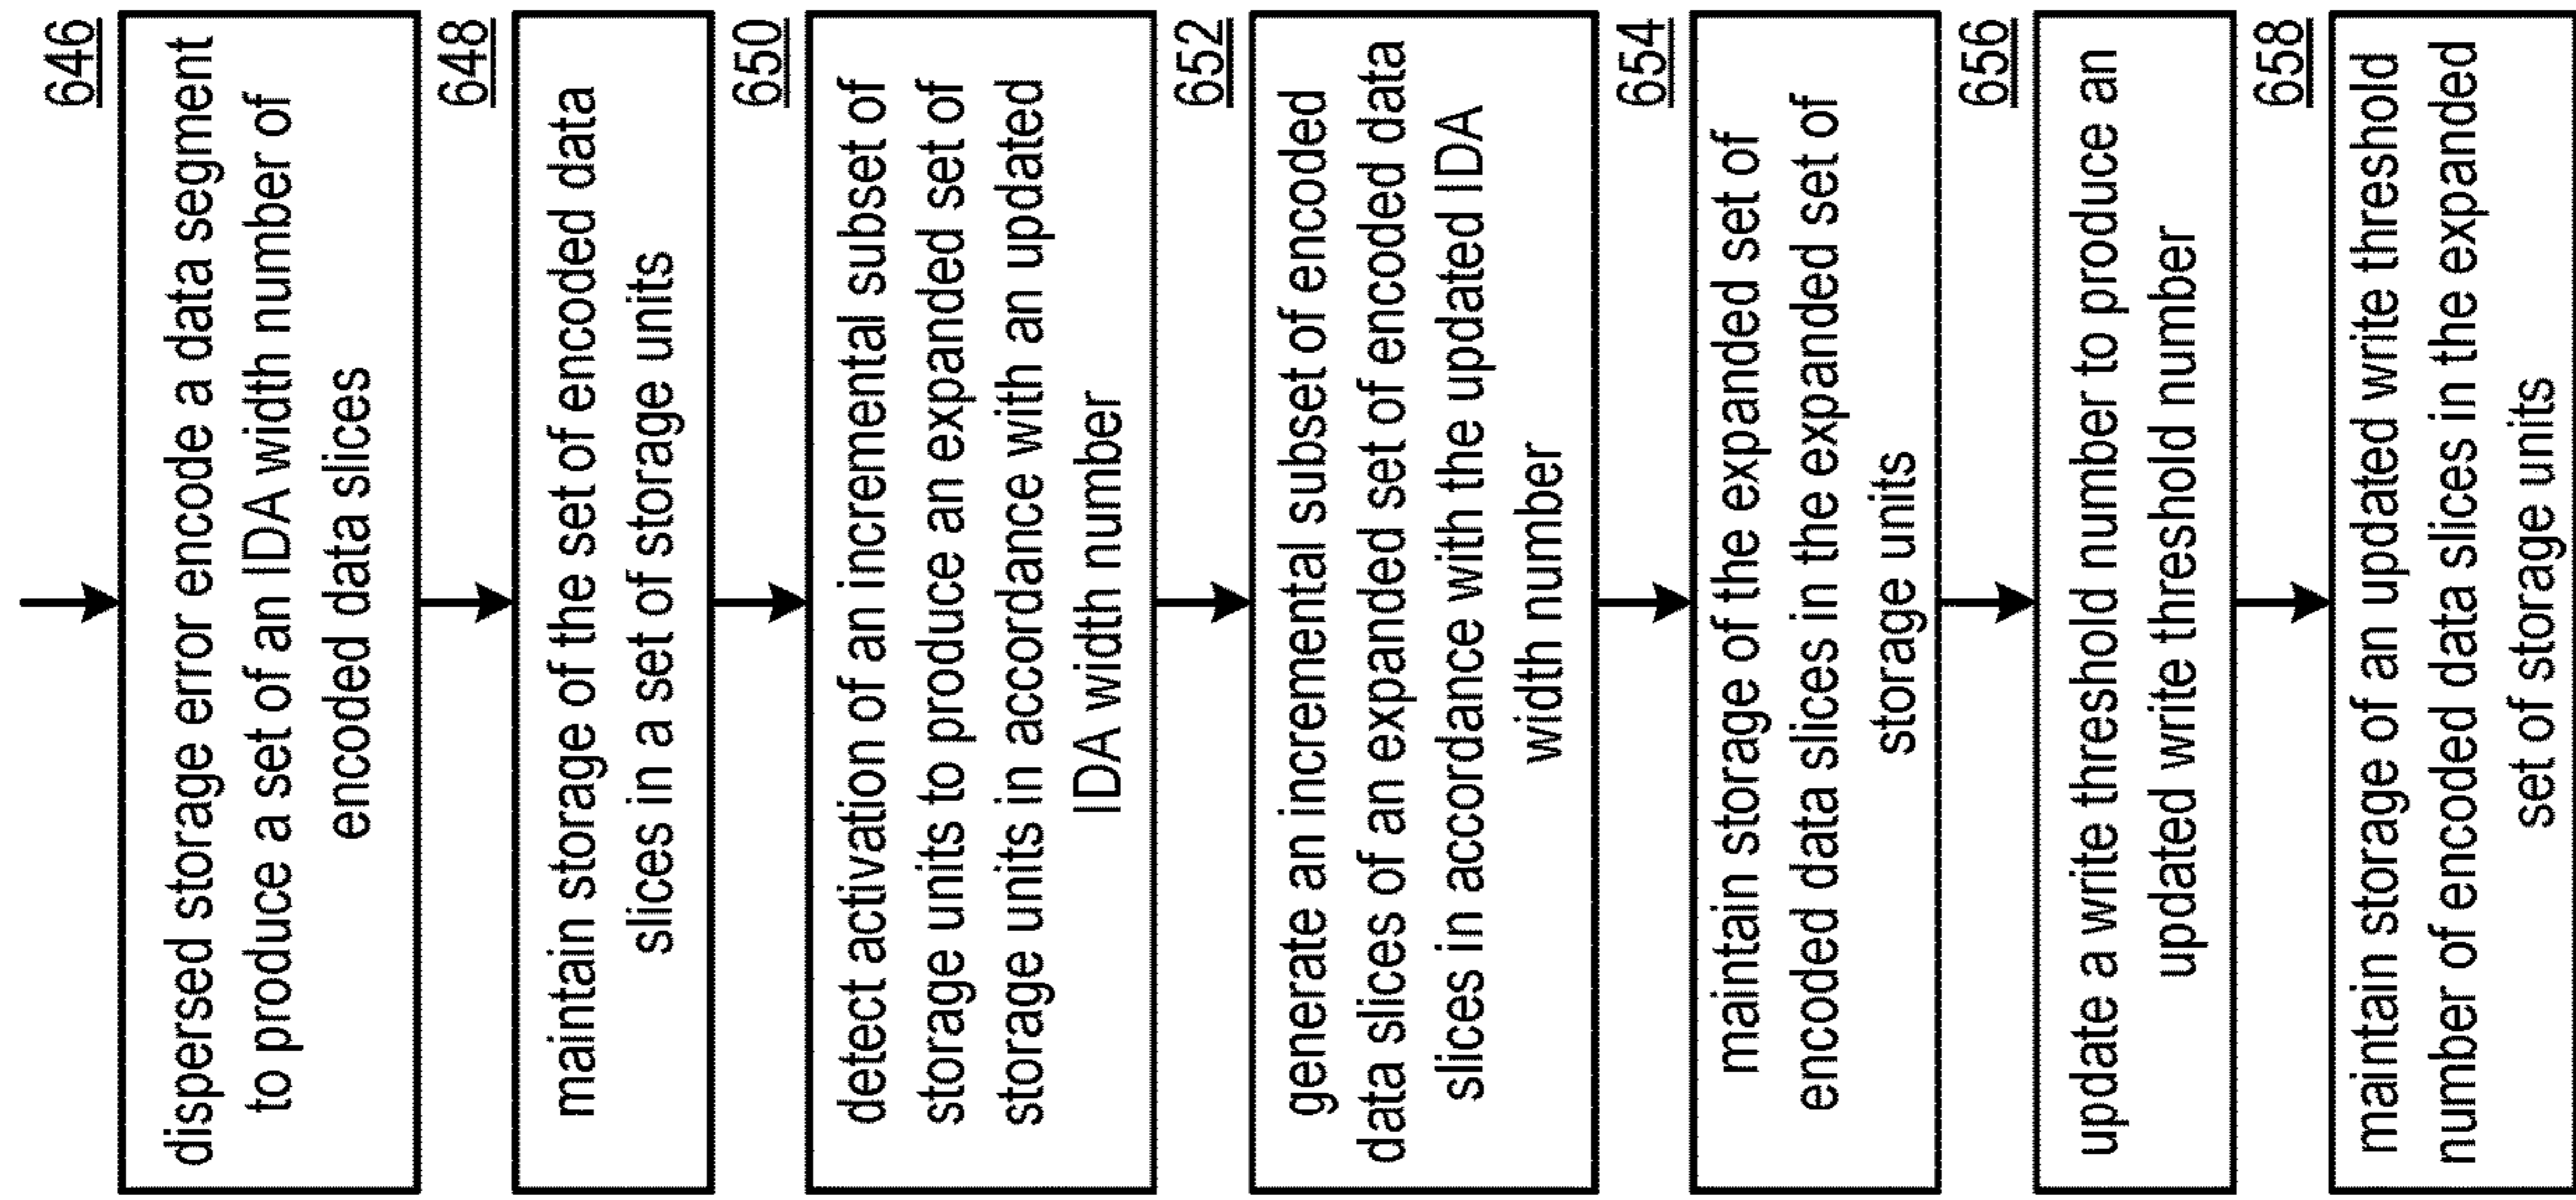 646
dispersed storage error encode a data segment
to produce a set of an IDA width number of
encoded data slices
648
maintain storage of the set of encoded data
slices in a set of storage units
650
detect activation of an incremental subset of
storage units to produce an expanded set of
storage units in accordance with an updated
IDA width number
652
generate an incremental subset of encoded
data slices of an expanded set of encoded data
slices in accordance with the updated IDA
width number
654
maintain storage of the expanded set of
encoded data slices in the expanded set of
storage units
656
update a write threshold number to produce an
updated write threshold number
658
maintain storage of an updated write threshold
number of encoded data slices in the expanded
set of storage units